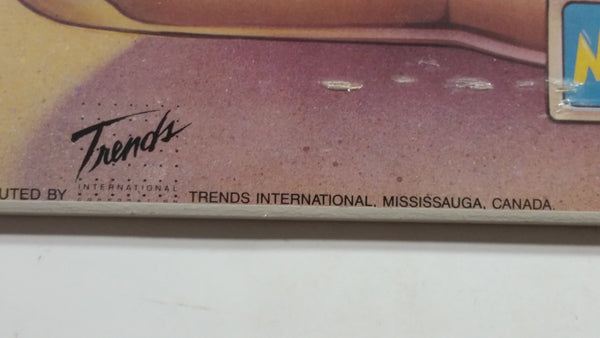 Trends
INTERNATIONAL
UTED BY
TRENDS INTERNATIONAL, MISSISSAUGA, CANADA.